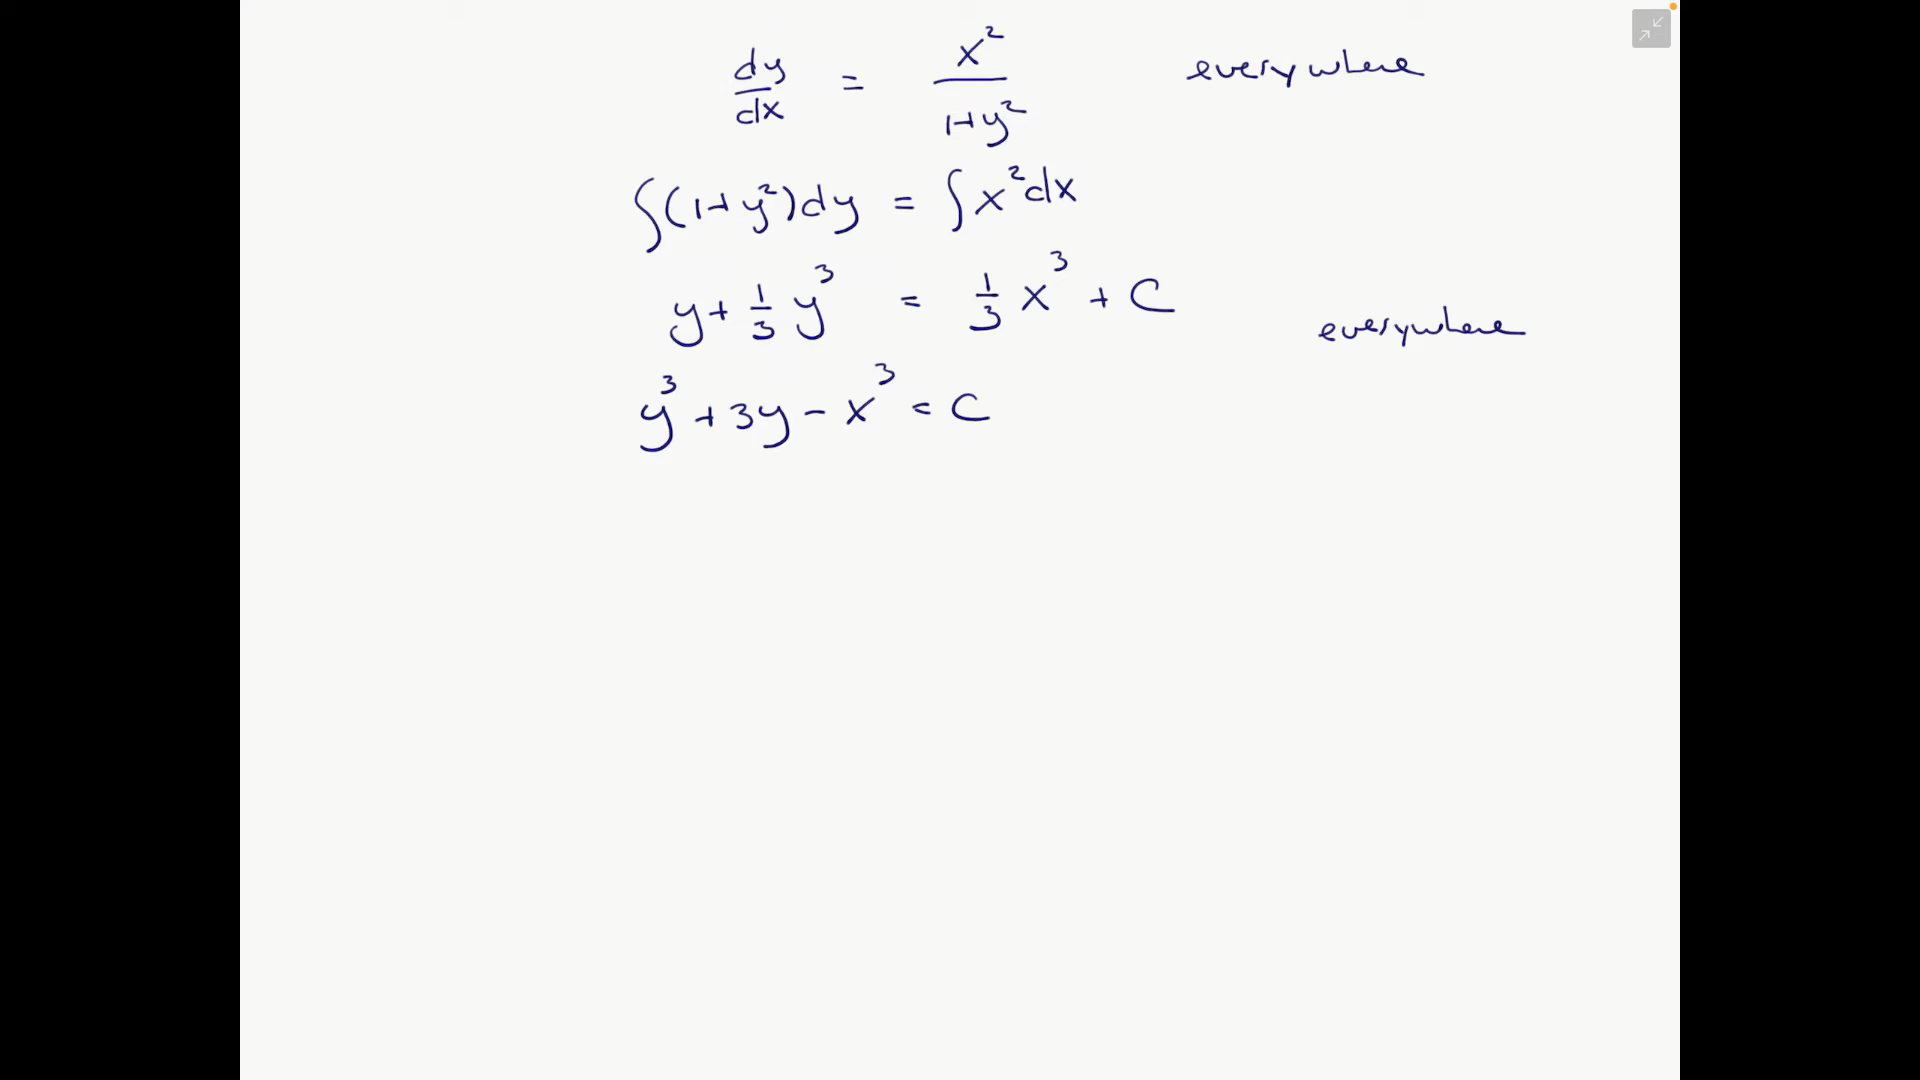 dy/dx = x²/(1+y²) everywhere
∫(1+y²)dy = ∫x²dx
y + 1/3 y³ = 1/3 x³ + C
everywhere
y³ + 3y - x³ = C